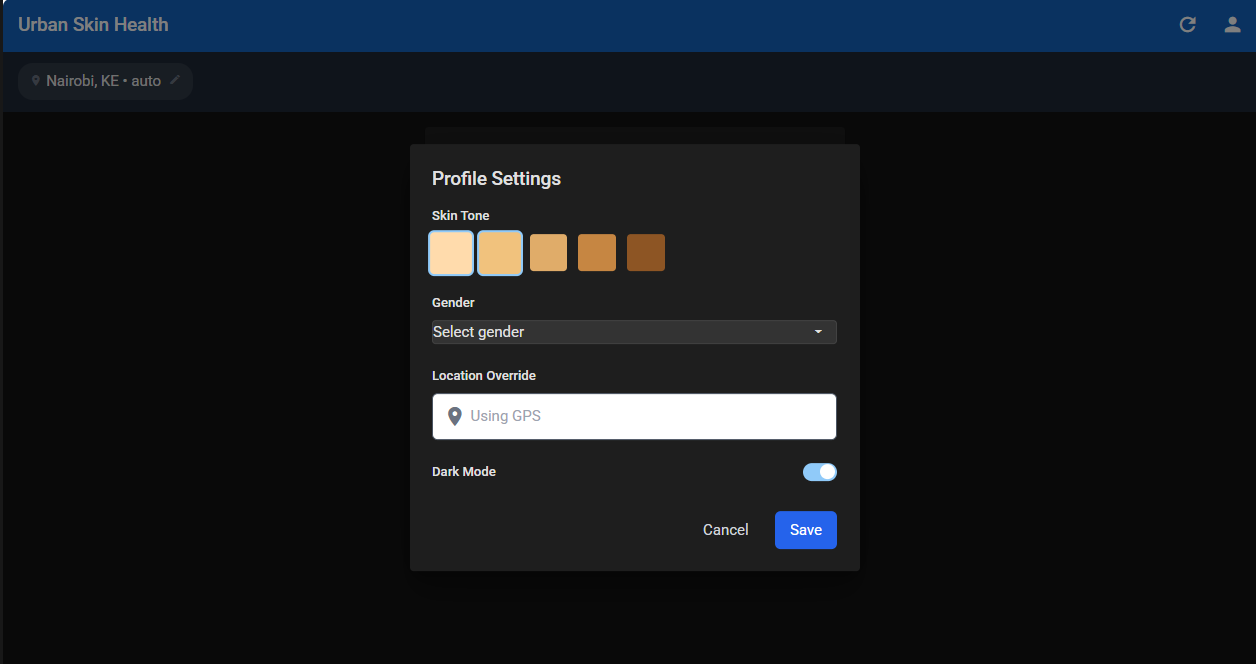 Urban Skin Health
Nairobi, KE • auto
Profile Settings
Skin Tone
Gender
Select gender
Location Override
Using GPS
Dark Mode
Cancel
Save